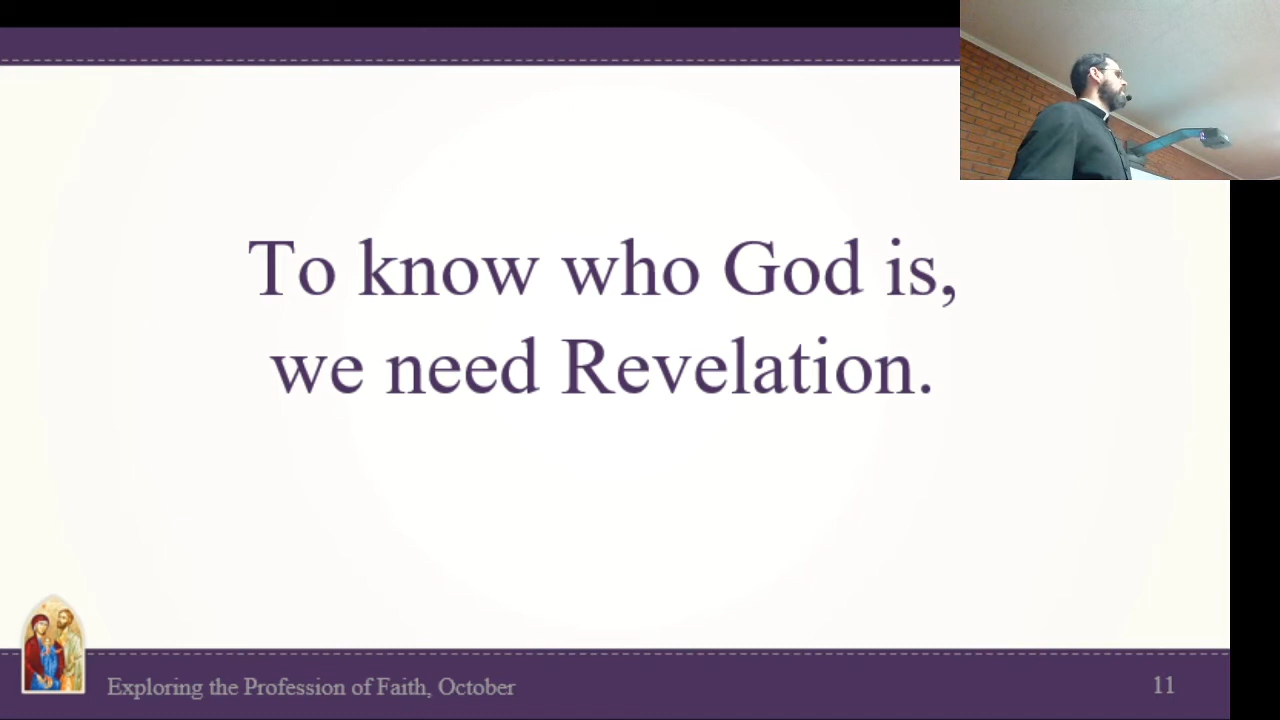 To know who God is,
we need Revelation.
Exploring the Profession of Faith, October
11